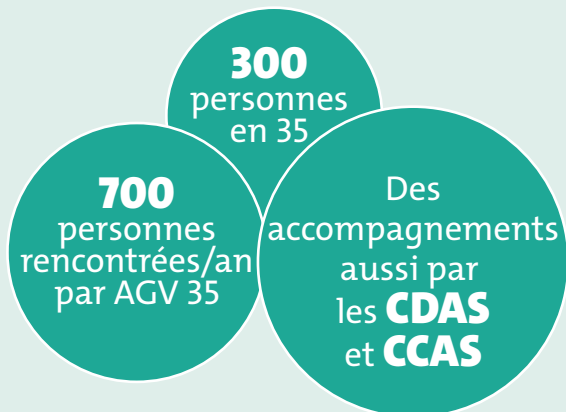 300
personnes
en 35
700
personnes
rencontrées/an
par AGV 35
Des
accompagnements
aussi par
les CDAS
et CCAS